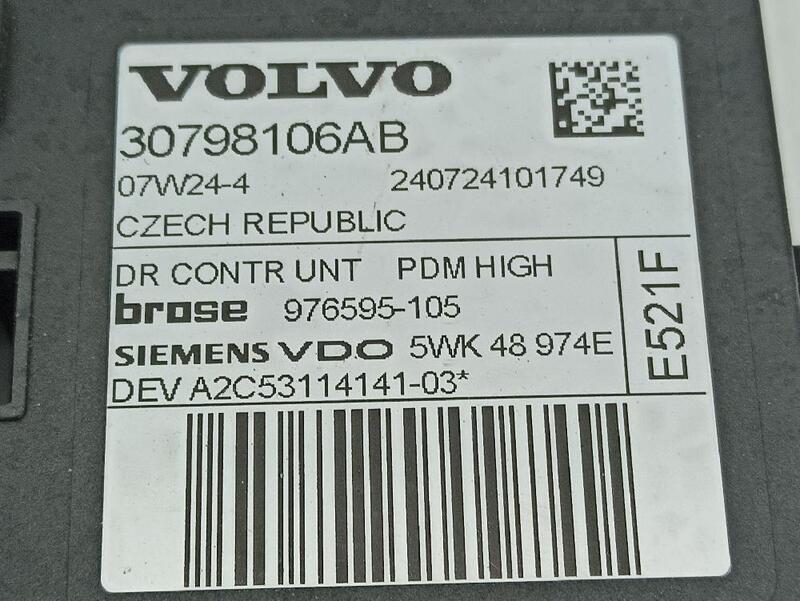 VOLVO
30798106AB
07W24-4 240724101749
CZECH REPUBLIC
DR CONTR UNT PDM HIGH
brose 976595-105
SIEMENS VDO 5WK 48 974E
DEV A2C53114141-03*
E521F